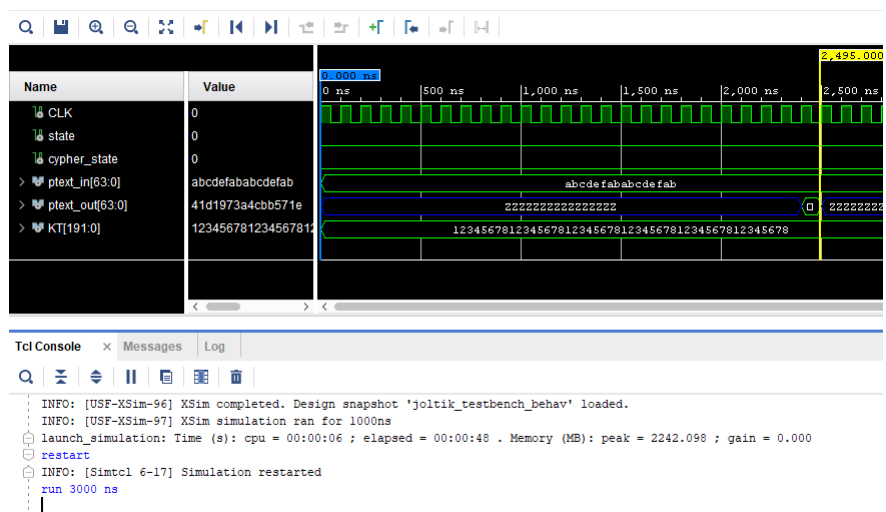 2,495.000
0.000 ns
Name Value
0 ns 500 ns 1,000 ns 1,500 ns 2,000 ns 2,500 ns
CLK 0
state 0
cypher_state 0
ptext_in[63:0] abcdefababcdefab abcdefababcdefab
ptext_out[63:0] 41d1973a4cbb571e zzzzzzzzzzzzzzzz zzzzzzzz
KT[191:0] 123456781234567812 123456781234567812345678123456781234567812345678
Tcl Console × Messages Log
INFO: [USF-XSim-96] XSim completed. Design snapshot 'joltik_testbench_behav' loaded.
INFO: [USF-XSim-97] XSim simulation ran for 1000ns
launch_simulation: Time (s): cpu = 00:00:06 ; elapsed = 00:00:48 . Memory (MB): peak = 2242.098 ; gain = 0.000
restart
INFO: [Simtcl 6-17] Simulation restarted
run 3000 ns